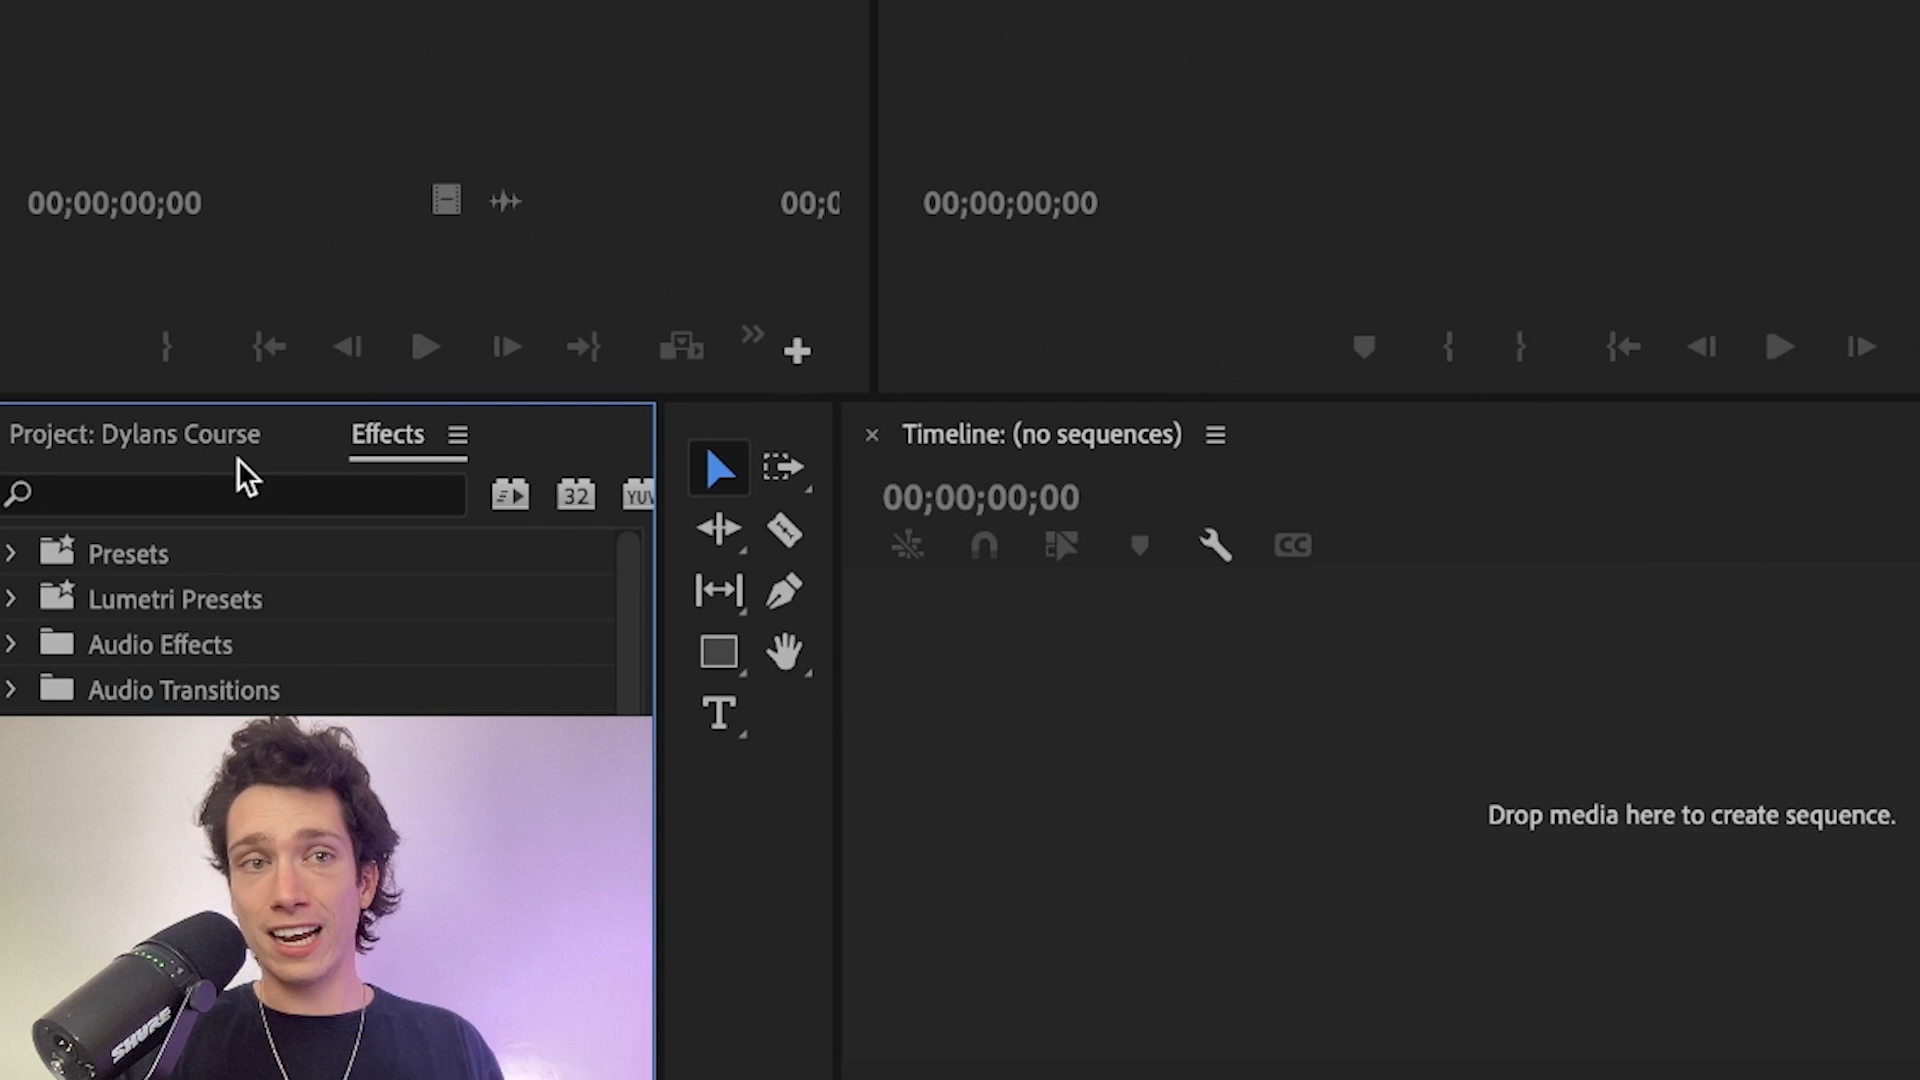 00;00;00;00
00;0
00;00;00;00
Project: Dylans Course
Effects
32
YUV
Presets
Lumetri Presets
Audio Effects
Audio Transitions
T
Timeline: (no sequences)
00;00;00;00
CC
Drop media here to create sequence.
SHURE